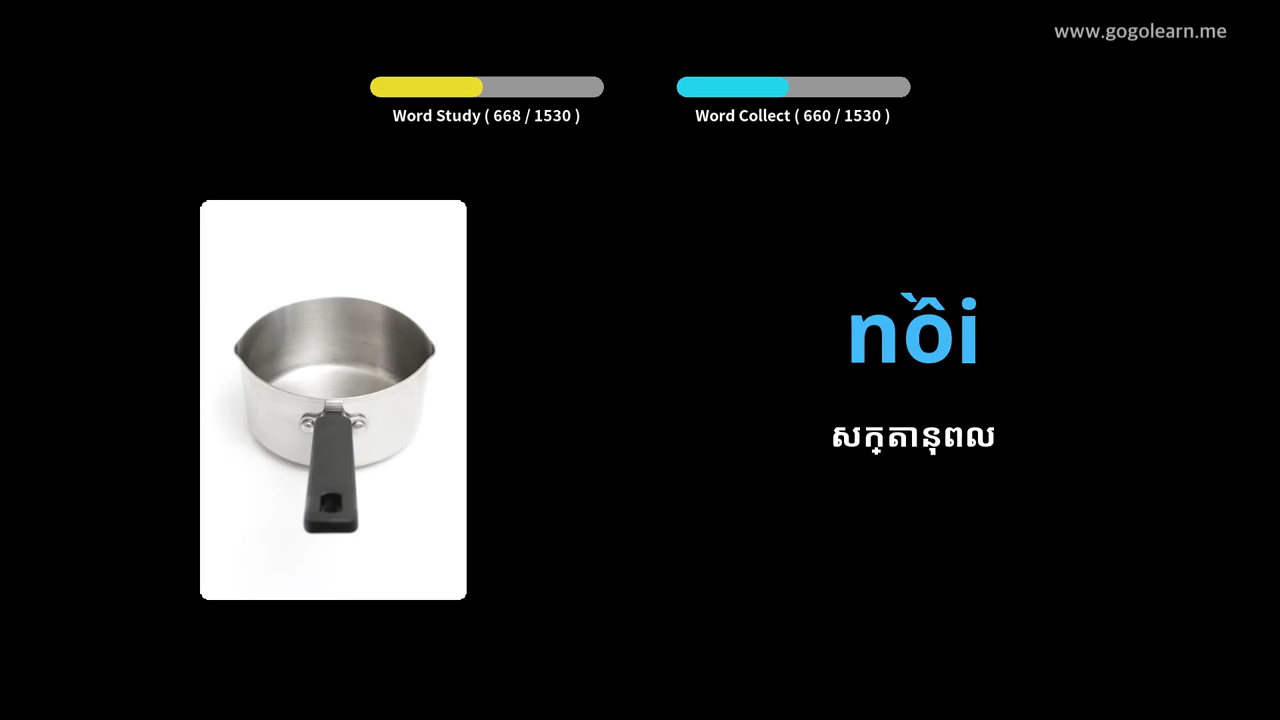 www.gogolearn.me
Word Study ( 668 / 1530 )
Word Collect ( 660 / 1530 )
nồi
សក្តានុពល